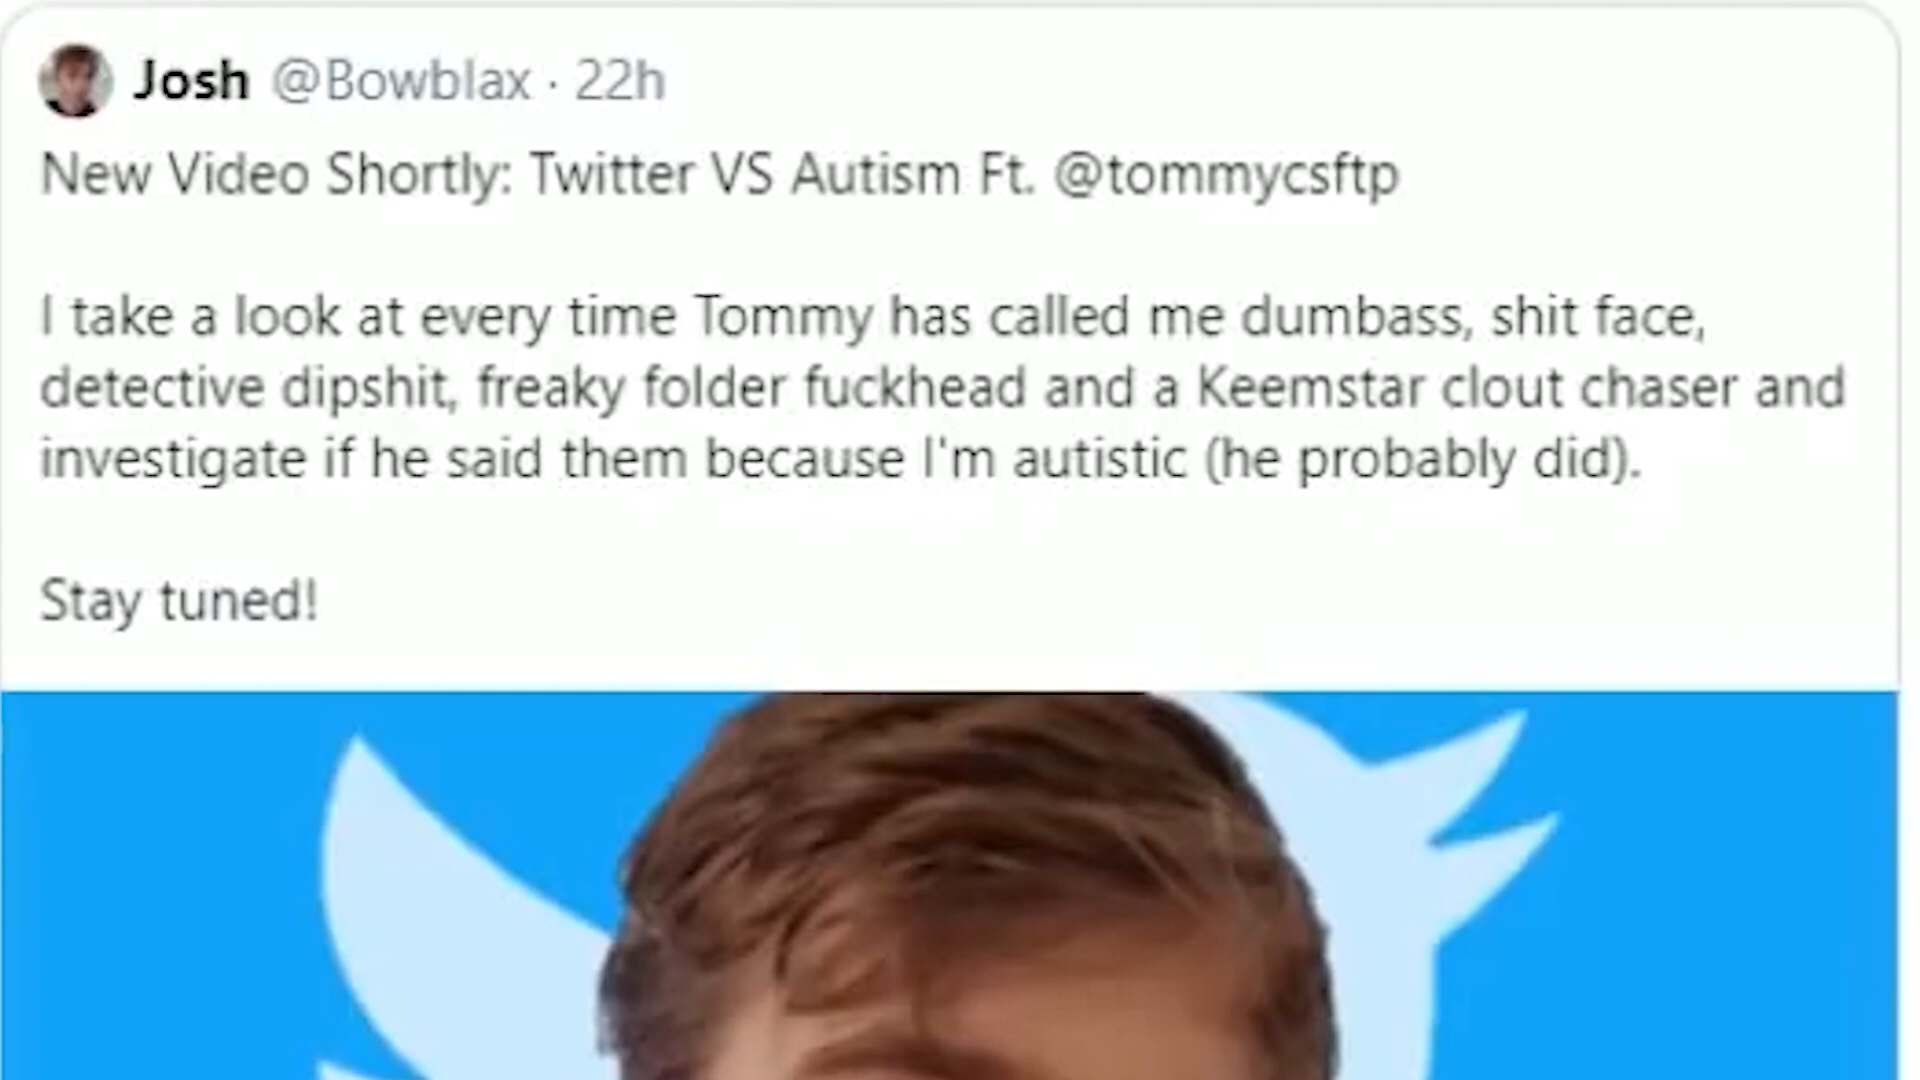 Josh @Bowblax · 22h
New Video Shortly: Twitter VS Autism Ft. @tommycsftp
I take a look at every time Tommy has called me dumbass, shit face,
detective dipshit, freaky folder fuckhead and a Keemstar clout chaser and
investigate if he said them because I'm autistic (he probably did).
Stay tuned!